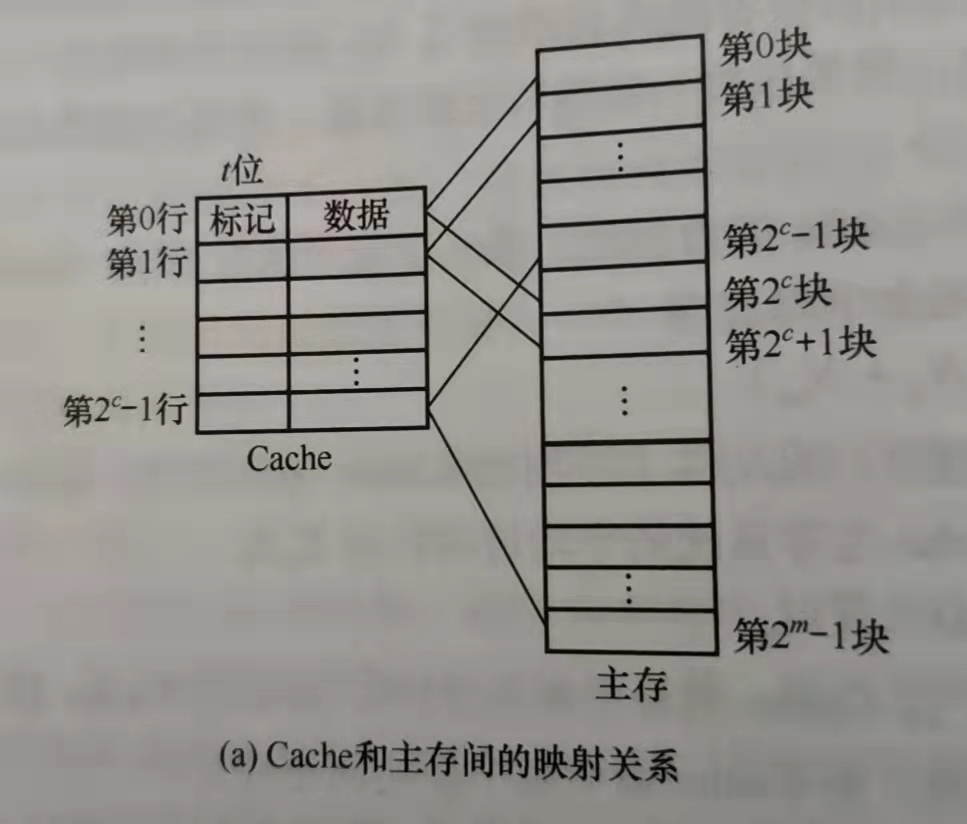 第0块
第1块
⋮
t位
第0行 标记 数据
第1行
⋮
⋮
第2^c-1行
Cache
第2^c-1块
第2^c块
第2^c+1块
⋮
⋮
第2^m-1块
主存
(a) Cache和主存间的映射关系